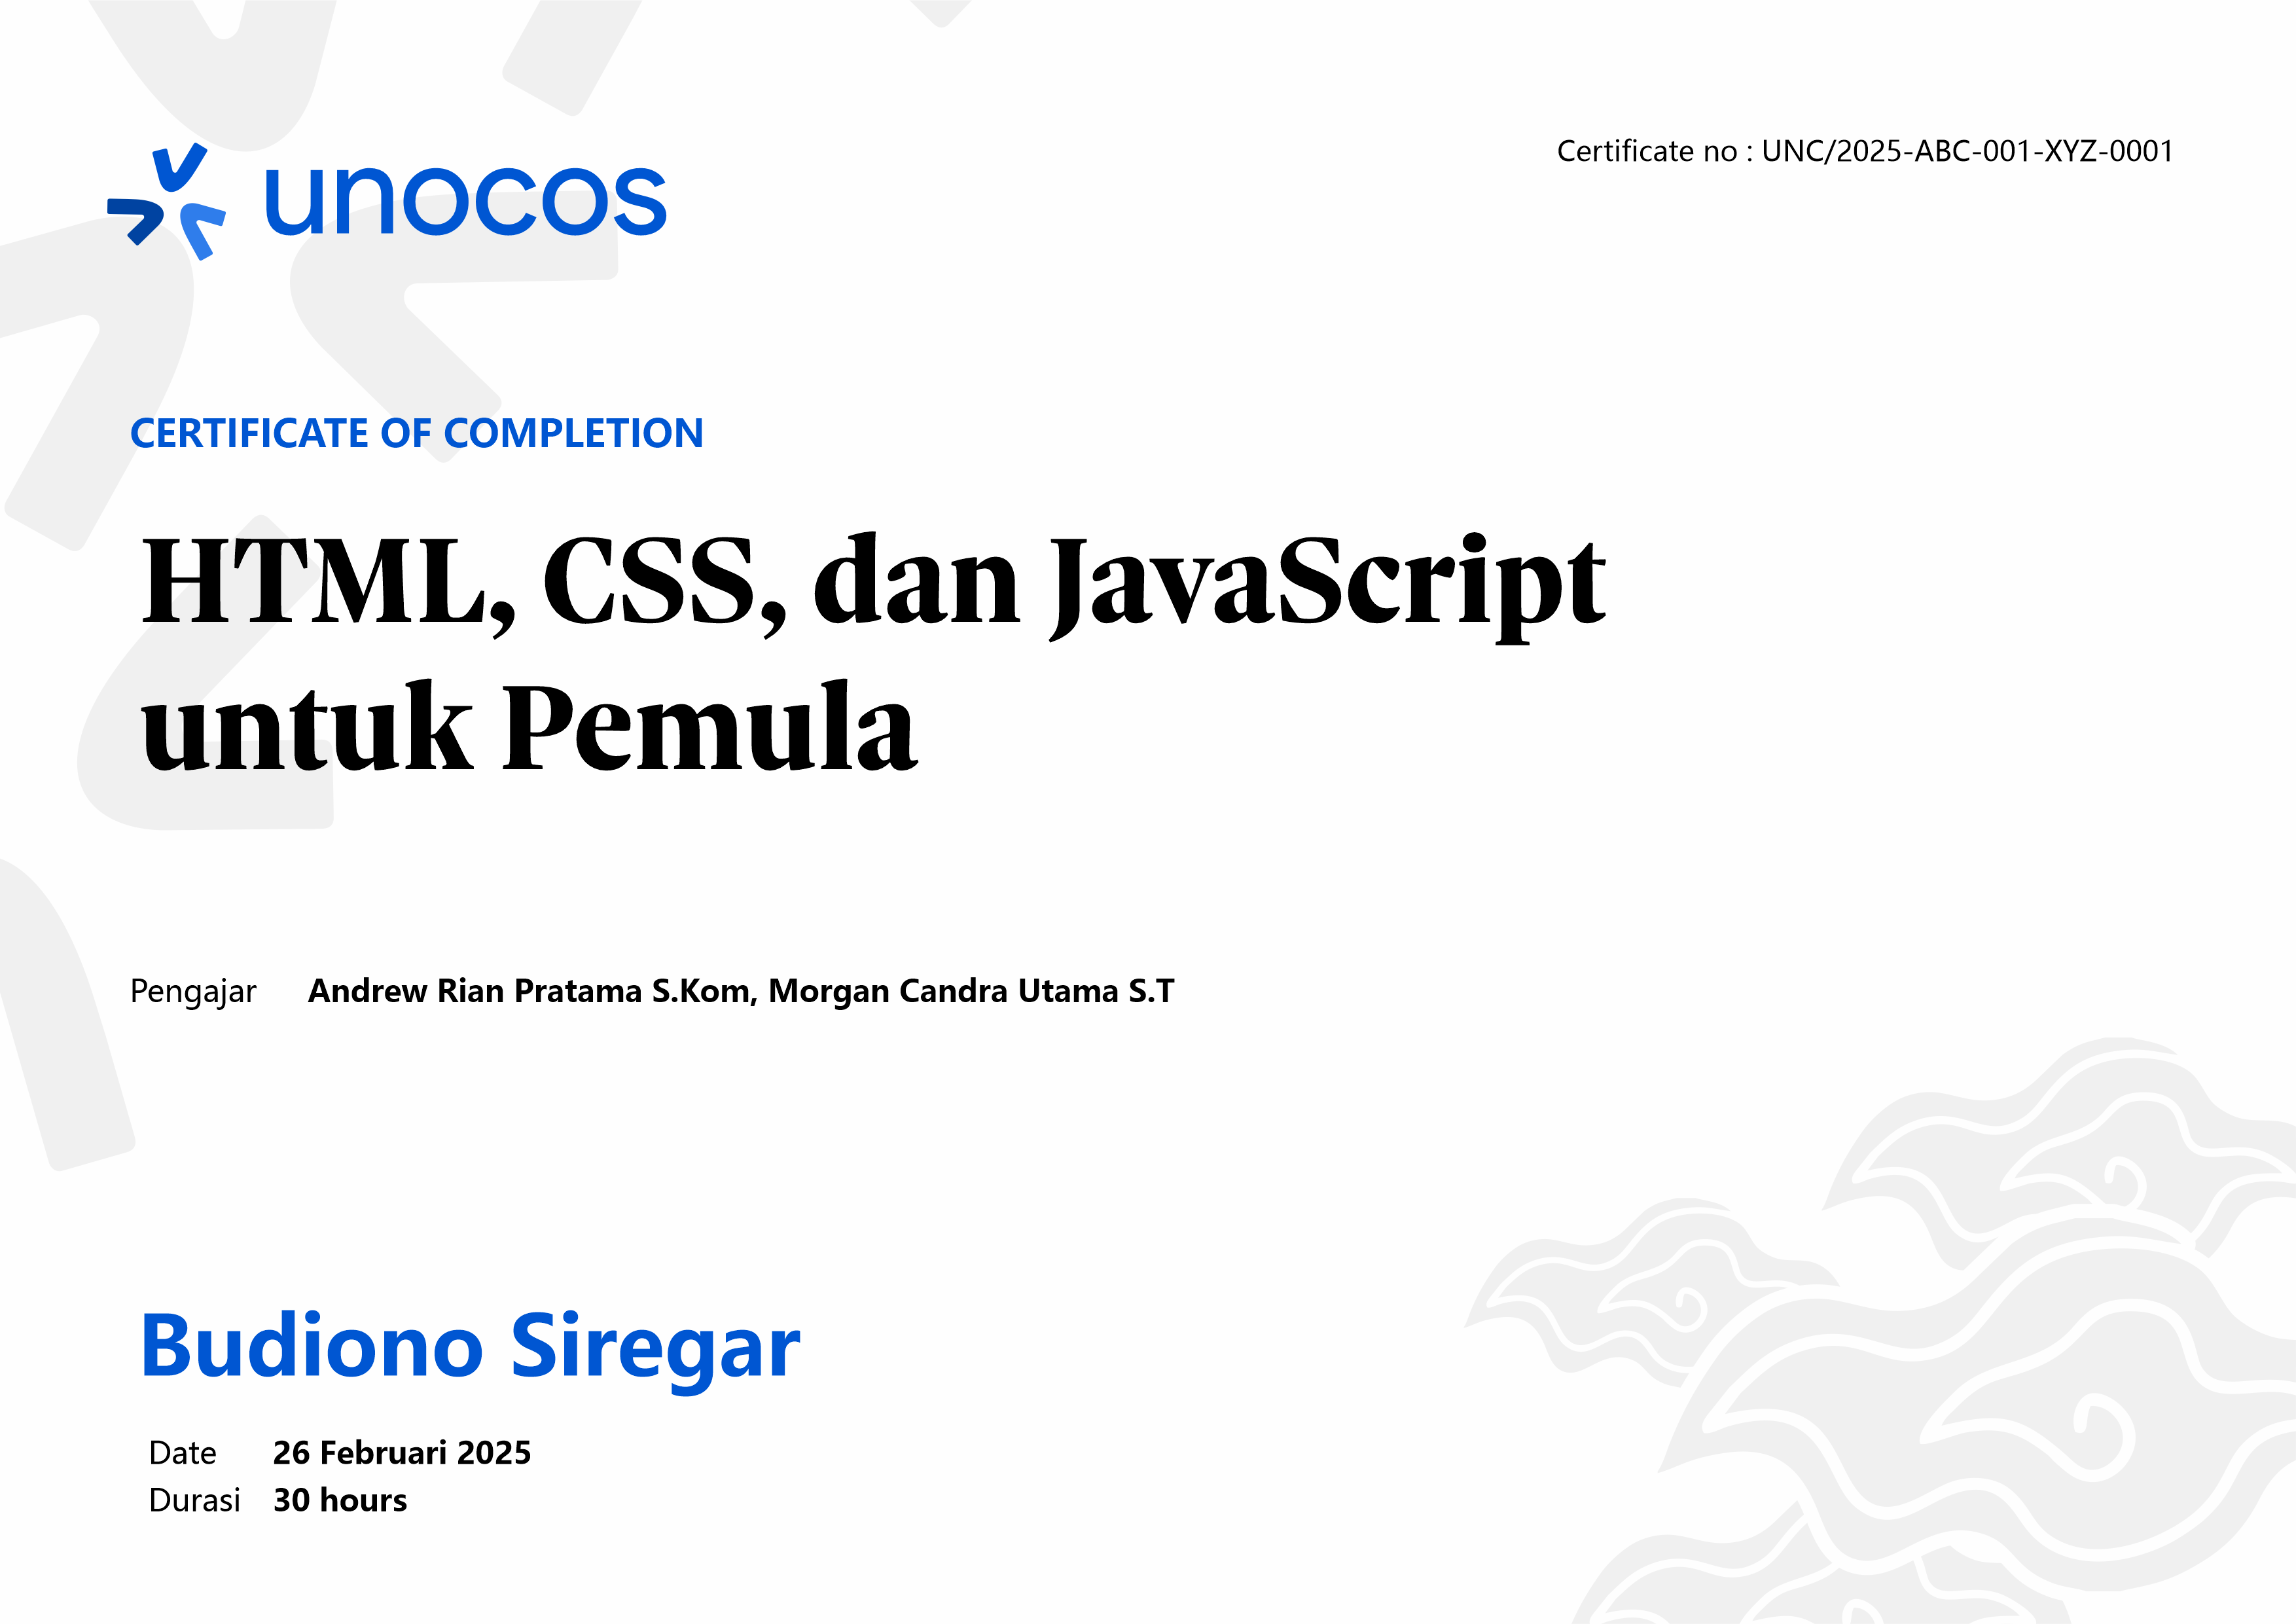 unocos
Certificate no : UNC/2025-ABC-001-XYZ-0001
CERTIFICATE OF COMPLETION
HTML, CSS, dan JavaScript
untuk Pemula
Pengajar Andrew Rian Pratama S.Kom, Morgan Candra Utama S.T
Budiono Siregar
Date 26 Februari 2025
Durasi 30 hours